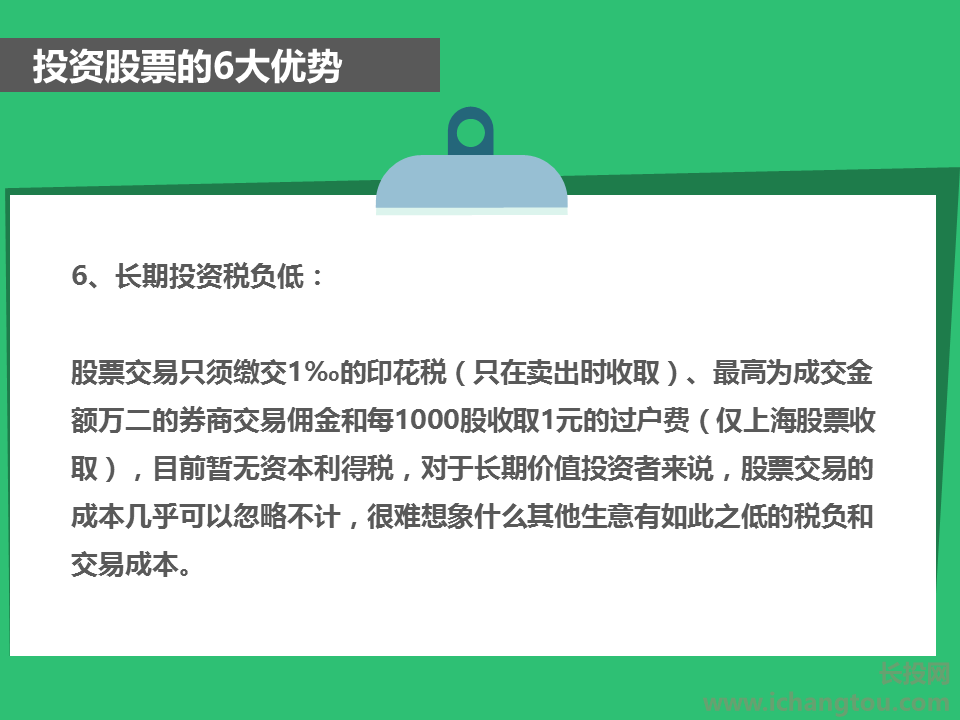 投资股票的6大优势
6、长期投资税负低：
股票交易只须缴交1‰的印花税（只在卖出时收取）、最高为成交金
额万二的券商交易佣金和每1000股收取1元的过户费（仅上海股票收
取），目前暂无资本利得税，对于长期价值投资者来说，股票交易的
成本几乎可以忽略不计，很难想象什么其他生意有如此之低的税负和
交易成本。
长投网
www.ichangtou.com